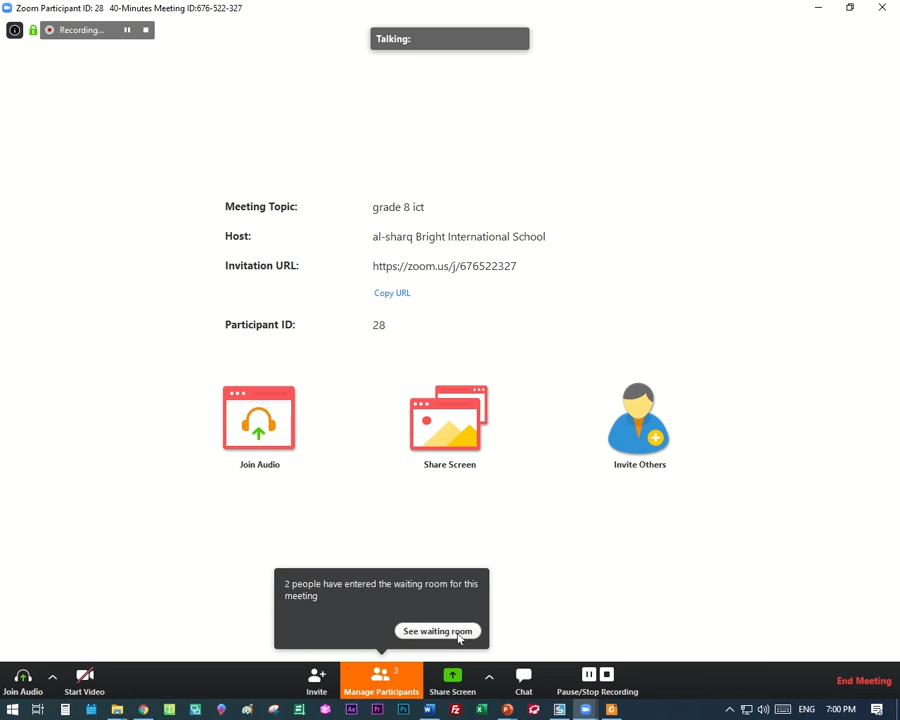 Zoom Participant ID: 28 40-Minutes Meeting ID:676-522-327
Recording...
Talking:
Meeting Topic: grade 8 ict
Host: al-sharq Bright International School
Invitation URL: https://zoom.us/j/676522327
Copy URL
Participant ID: 28
Join Audio Share Screen Invite Others
2 people have entered the waiting room for this
meeting
See waiting room
3
Join Audio Start Video Invite Manage Participants Share Screen Chat Pause/Stop Recording End Meeting
Ae Pr Ps ENG 7:00 PM